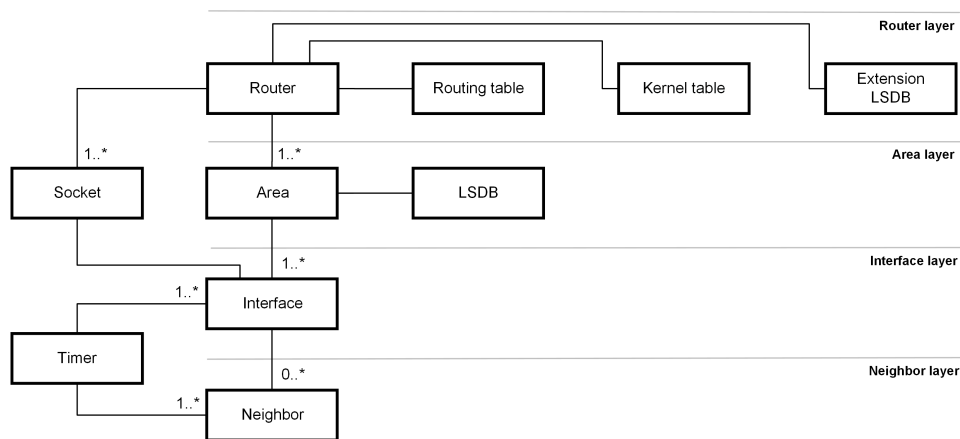 Router layer
Router
Routing table
Kernel table
Extension
LSDB
1..*
1..*
Area layer
Socket
Area
LSDB
Interface layer
1..*
1..*
Interface
Timer
Neighbor layer
0..*
1..*
Neighbor